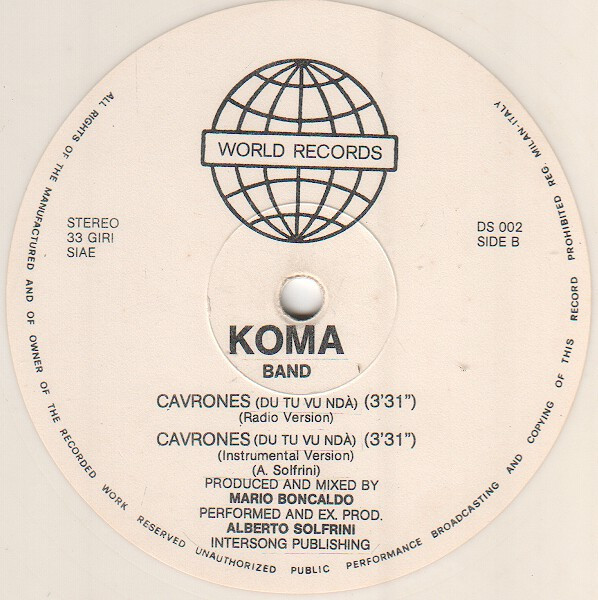 WORLD RECORDS
STEREO
33 GIRI
SIAE
DS 002
SIDE B
KOMA
BAND
CAVRONES (DU TU VU NDÀ) (3'31")
(Radio Version)
CAVRONES (DU TU VU NDÀ) (3'31")
(Instrumental Version)
(A. Solfrini)
PRODUCED AND MIXED BY
MARIO BONCALDO
PERFORMED AND EX. PROD.
ALBERTO SOLFRINI
INTERSONG PUBLISHING
ALL RIGHTS OF THE MANUFACTURED AND OF OWNER OF THE RECORDED WORK RESERVED UNAUTHORIZED PUBLIC PERFORMANCE BROADCASTING AND COPYING OF THIS RECORD PROHIBITED REG. MILAN-ITALY